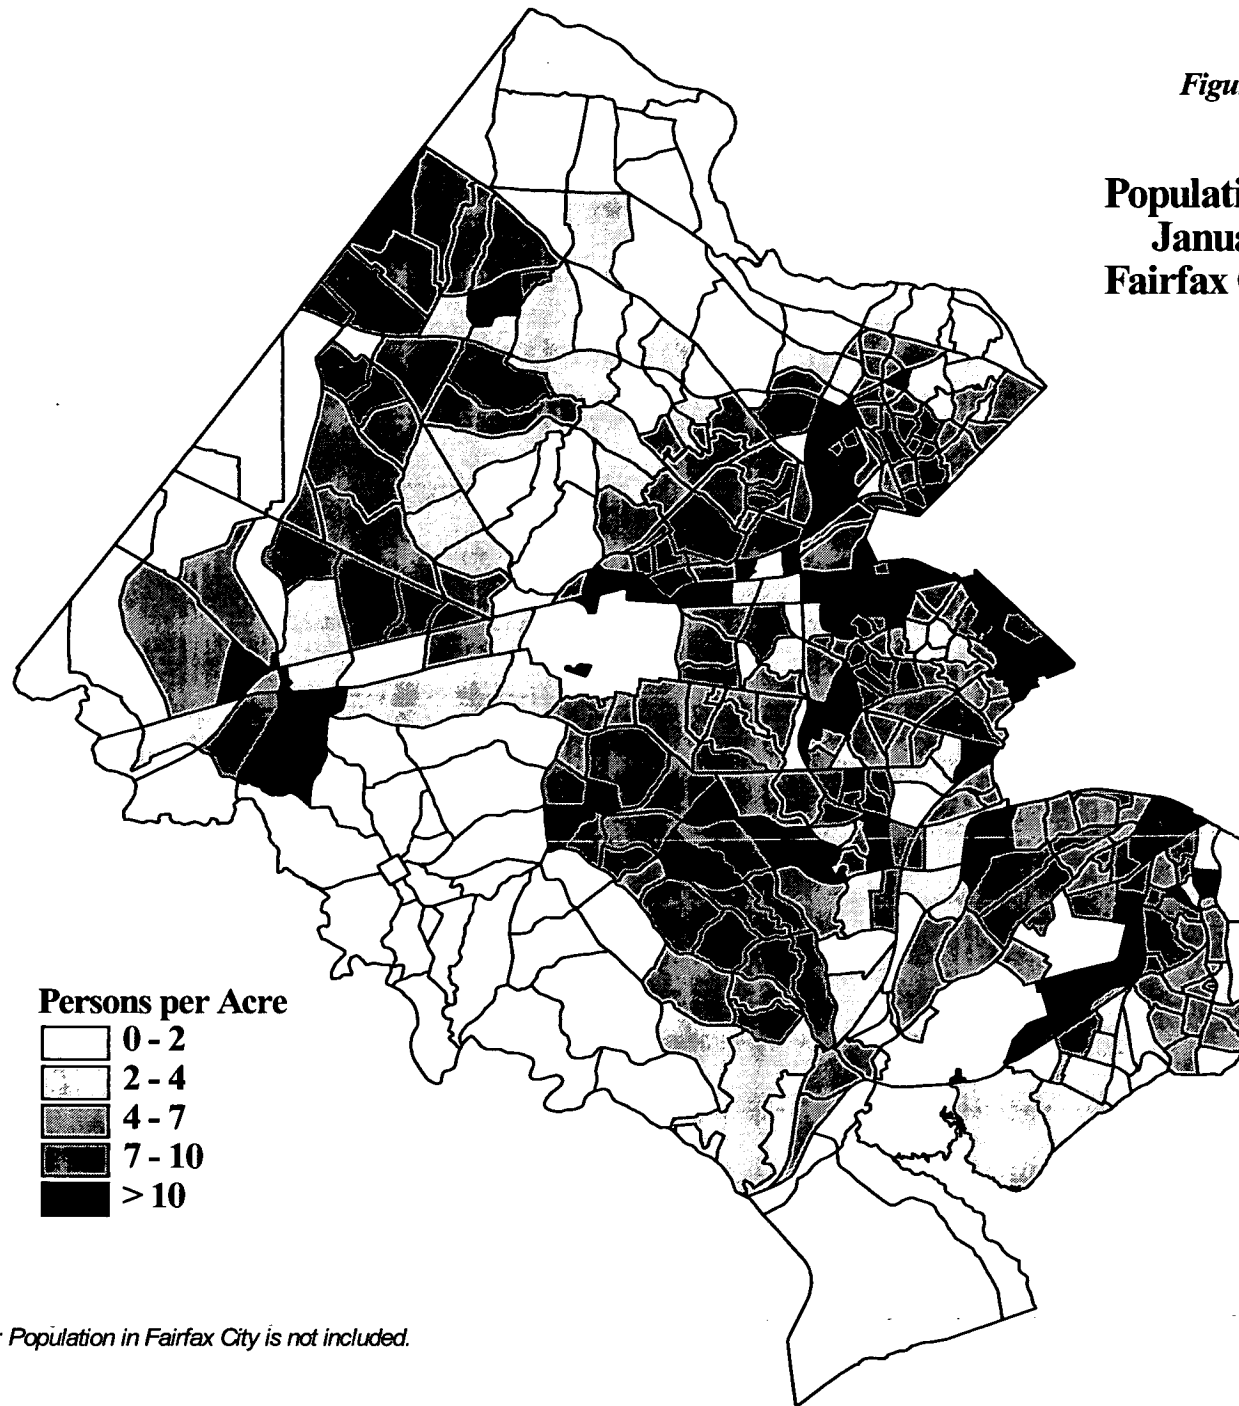 Figu
Populati
Janua
Fairfax
Persons per Acre
0 - 2
2 - 4
4 - 7
7 - 10
> 10
: Population in Fairfax City is not included.